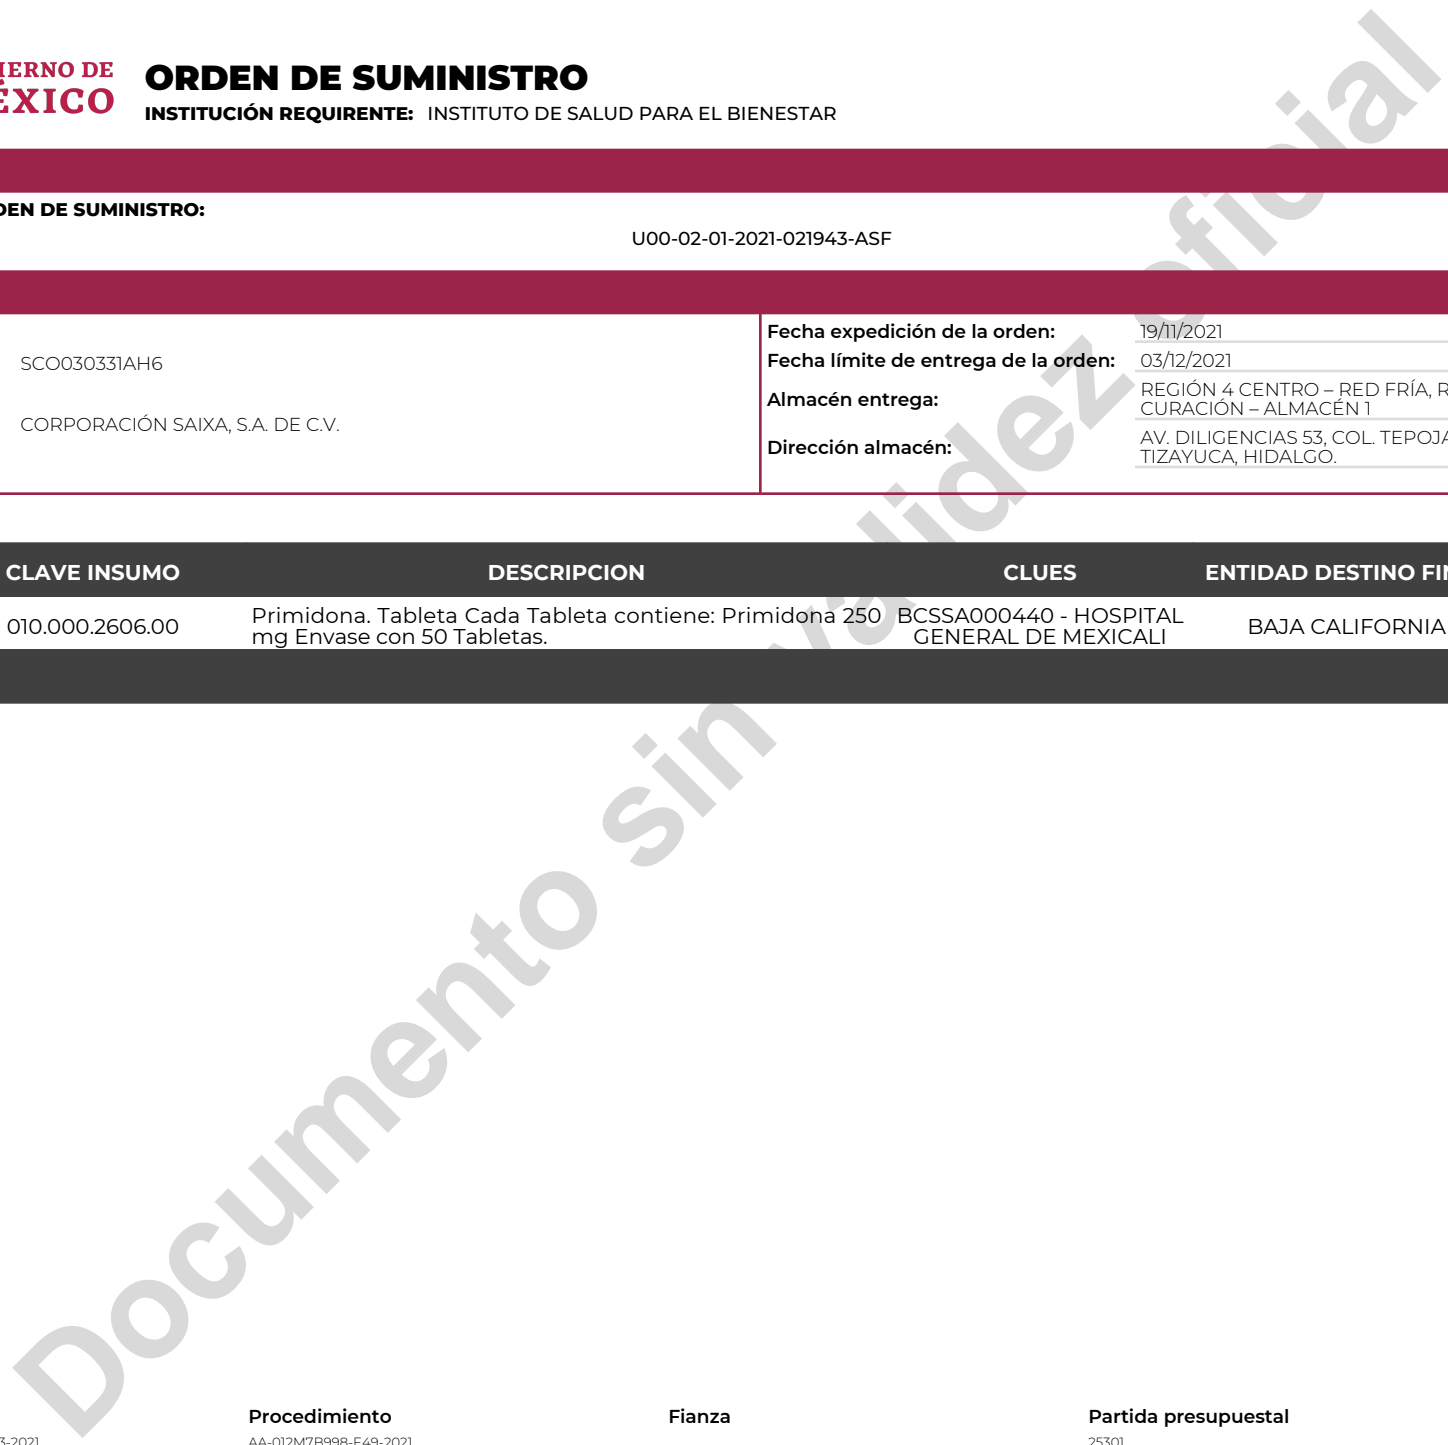 IERNO DE
ÉXICO
ORDEN DE SUMINISTRO
INSTITUCIÓN REQUIRENTE: INSTITUTO DE SALUD PARA EL BIENESTAR
DEN DE SUMINISTRO:
U00-02-01-2021-021943-ASF
SCO030331AH6
CORPORACIÓN SAIXA, S.A. DE C.V.
Fecha expedición de la orden: 19/11/2021
Fecha límite de entrega de la orden: 03/12/2021
Almacén entrega: REGIÓN 4 CENTRO – RED FRÍA, R
CURACIÓN – ALMACÉN 1
Dirección almacén: AV. DILIGENCIAS 53, COL. TEPOJA
TIZAYUCA, HIDALGO.
CLAVE INSUMO DESCRIPCION CLUES ENTIDAD DESTINO FIN
010.000.2606.00 Primidona. Tableta Cada Tableta contiene: Primidona 250 BCSSA000440 - HOSPITAL BAJA CALIFORNIA
mg Envase con 50 Tabletas. GENERAL DE MEXICALI
Documento sin validez oficial
Procedimiento Fianza Partida presupuestal
3-2021 AA-012M7B998-E49-2021 25301